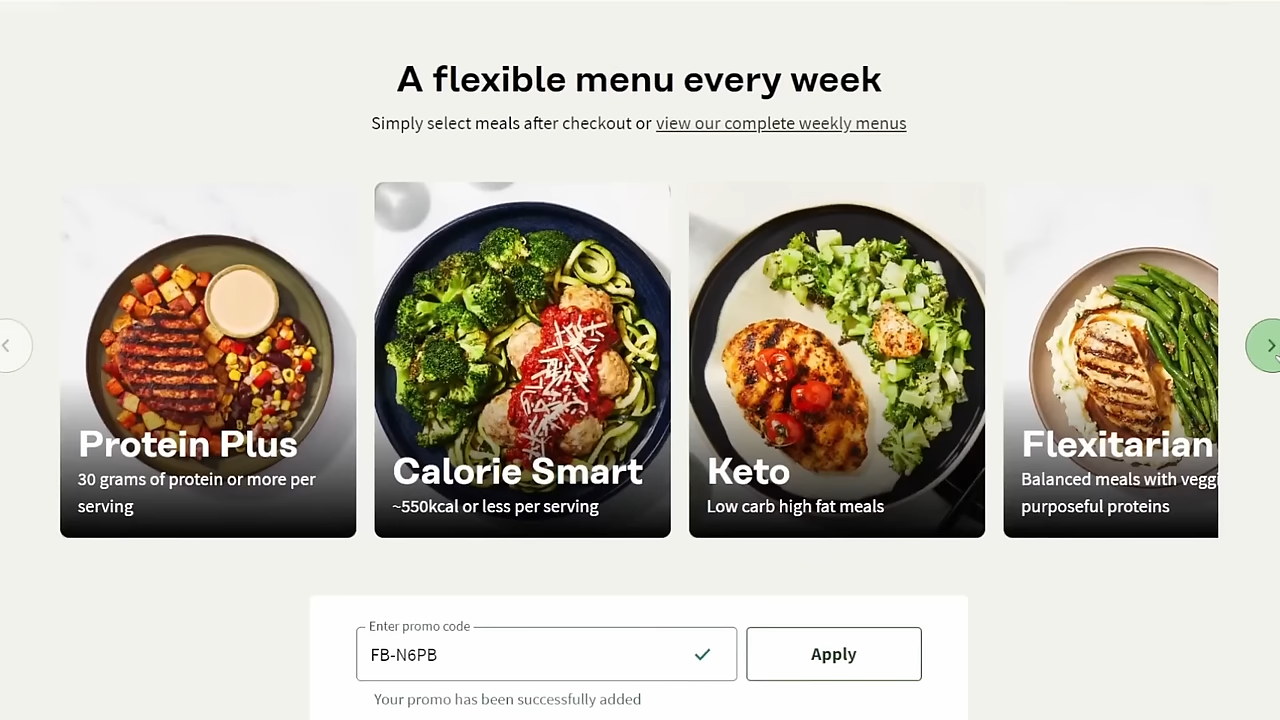 A flexible menu every week
Simply select meals after checkout or view our complete weekly menus
Protein Plus
30 grams of protein or more per
serving
Calorie Smart
~550kcal or less per serving
Keto
Low carb high fat meals
Flexitarian
Balanced meals with veggi
purposeful proteins
Enter promo code
FB-N6PB
Apply
Your promo has been successfully added